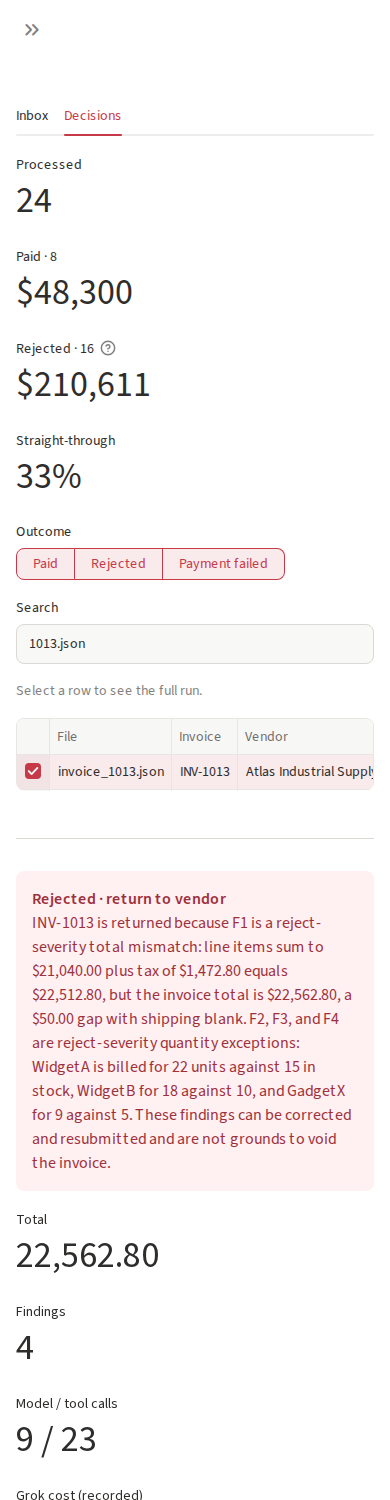 Inbox Decisions
Processed
24
Paid · 8
$48,300
Rejected · 16
$210,611
Straight-through
33%
Outcome
Paid Rejected Payment failed
Search
1013.json
Select a row to see the full run.
File Invoice Vendor
invoice_1013.json INV-1013 Atlas Industrial Supply
Rejected · return to vendor
INV-1013 is returned because F1 is a reject-
severity total mismatch: line items sum to
$21,040.00 plus tax of $1,472.80 equals
$22,512.80, but the invoice total is $22,562.80, a
$50.00 gap with shipping blank. F2, F3, and F4
are reject-severity quantity exceptions:
WidgetA is billed for 22 units against 15 in
stock, WidgetB for 18 against 10, and GadgetX
for 9 against 5. These findings can be corrected
and resubmitted and are not grounds to void
the invoice.
Total
22,562.80
Findings
4
Model / tool calls
9 / 23
Grok cost (recorded)